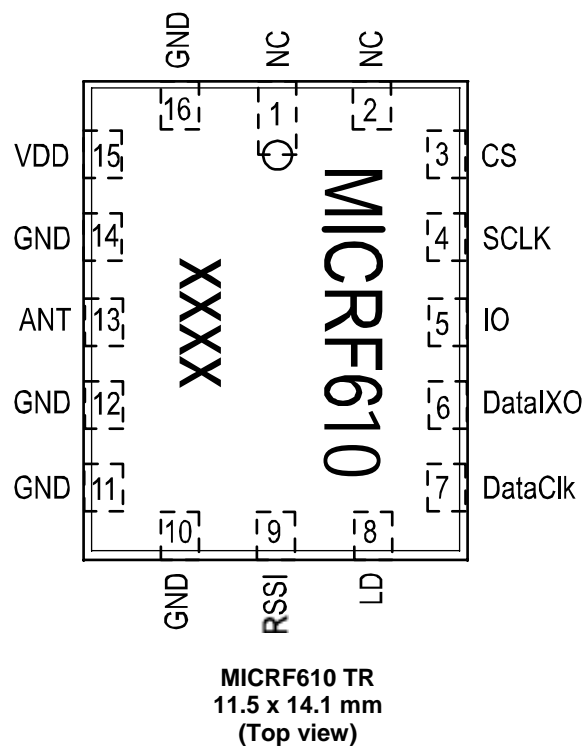 GND NC NC
16 1 2
VDD 15 3 CS
GND 14 4 SCLK
ANT 13 5 IO
GND 12 6 DataIXO
GND 11 7 DataClk
XXXX
MICRF610
10 9 8
GND RSSI LD
MICRF610 TR
11.5 x 14.1 mm
(Top view)